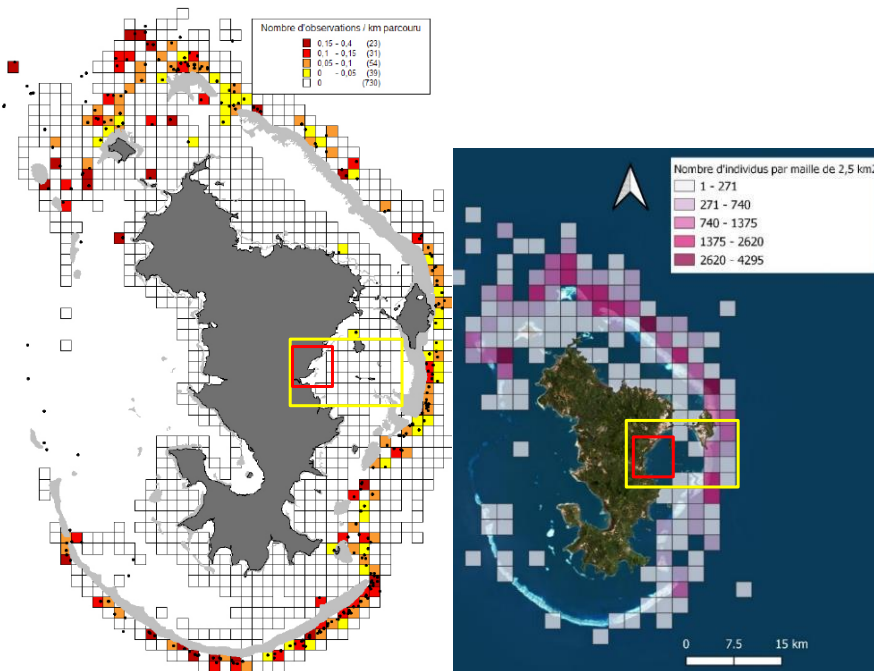 Nombre d'observations / km parcouru
0,15 - 0,4 (23)
0,1 - 0,15 (31)
0,05 - 0,1 (54)
0 - 0,05 (39)
0 (730)
Nombre d'individus par maille de 2,5 km2
1 - 271
271 - 740
740 - 1375
1375 - 2620
2620 - 4295
0 7.5 15 km